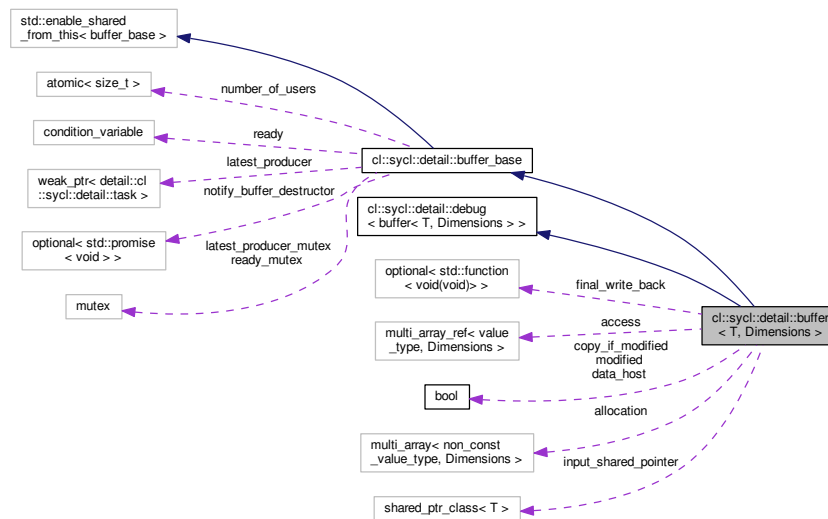 std::enable_shared
_from_this< buffer_base >
atomic< size_t >
number_of_users
condition_variable
ready
cl::sycl::detail::buffer_base
latest_producer
weak_ptr< detail::cl
::sycl::detail::task >
notify_buffer_destructor
cl::sycl::detail::debug
< buffer< T, Dimensions > >
optional< std::promise
< void > >
latest_producer_mutex
ready_mutex
optional< std::function
< void(void)> >
final_write_back
mutex
cl::sycl::detail::buffer
< T, Dimensions >
access
multi_array_ref< value
_type, Dimensions >
copy_if_modified
modified
data_host
bool
allocation
multi_array< non_const
_value_type, Dimensions >
input_shared_pointer
shared_ptr_class< T >